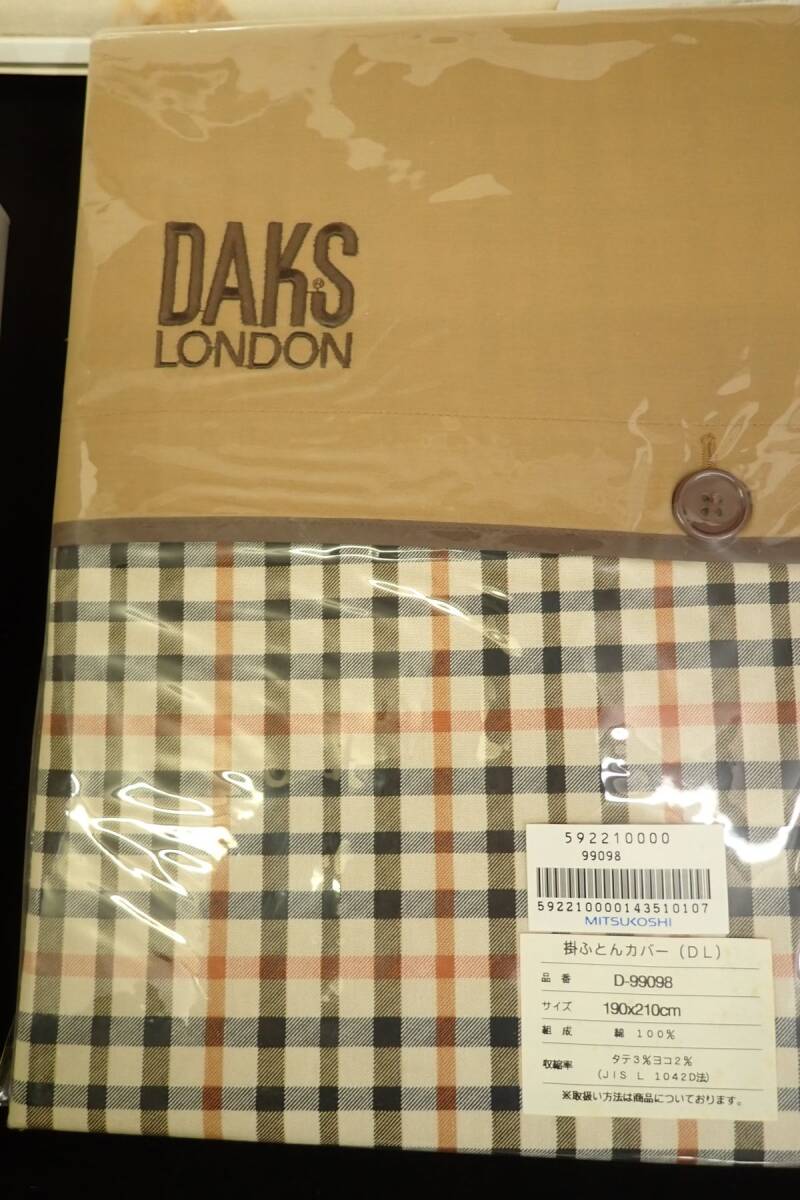 DAKS®
LONDON
592210000
99098
592210000143510107
MITSUKOSHI
掛ふとんカバー(DL)
品番 D-99098
サイズ 190x210cm
組成 綿 100%
収縮率 タテ3%ヨコ2%
(JIS L 1042D法)
※取扱い方法は商品についております。